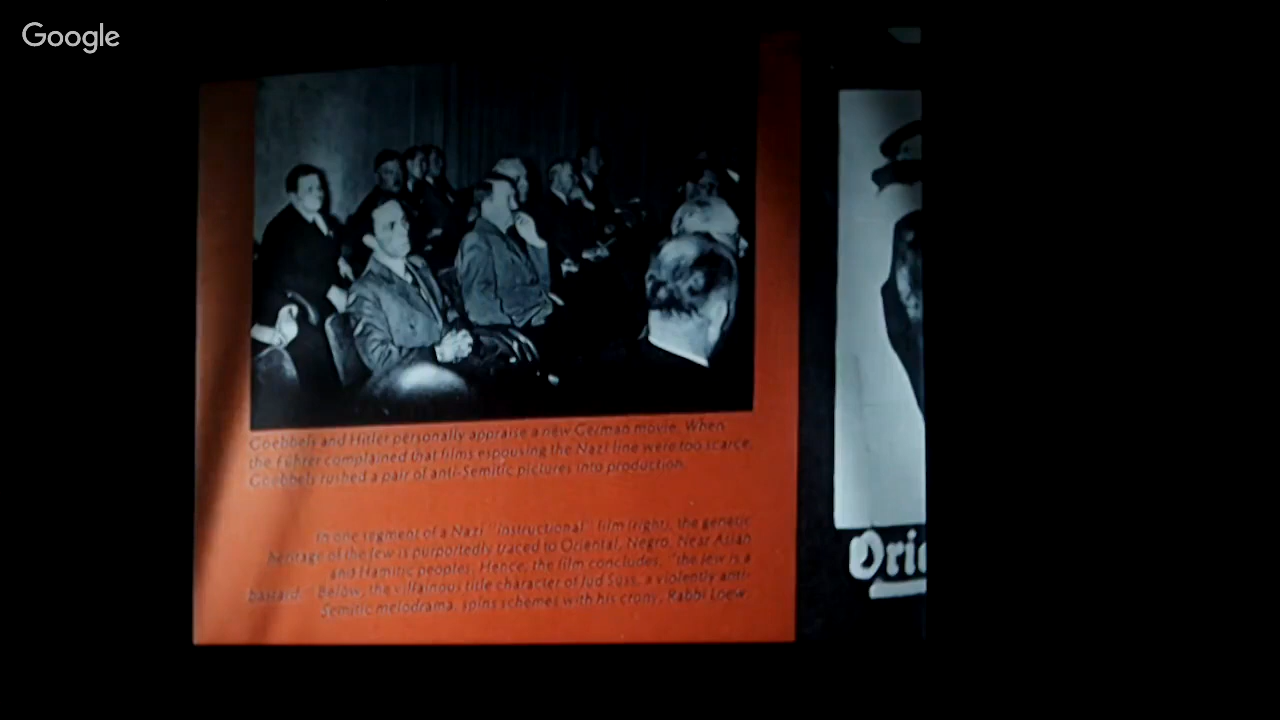 Google
Goebbels and Hitler personally appraise a new German movie. When
the Führer complained that films espousing the Nazi line were too scarce,
Goebbels rushed a pair of anti-Semitic pictures into production.
In one segment of a Nazi "instructional" film (right), the genetic
heritage of the Jew is purportedly traced to Oriental, Negro, Near Asian
and Hamitic peoples. Hence, the film concludes, "the Jew is a
bastard." Below, the villainous title character of Jud Süss, a violently anti-
Semitic melodrama, spins schemes with his crony, Rabbi Loew.
Orie